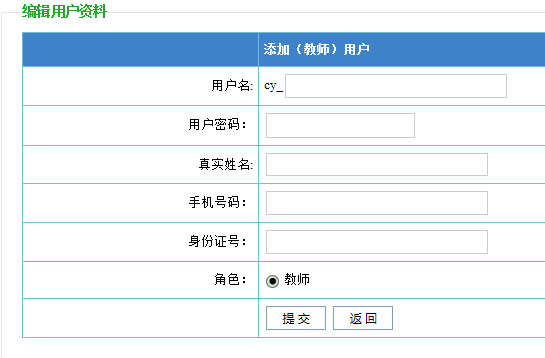 编辑用户资料
添加（教师）用户
用户名: cy_
用户密码：
真实姓名:
手机号码：
身份证号：
角色： 教师
提 交 返 回